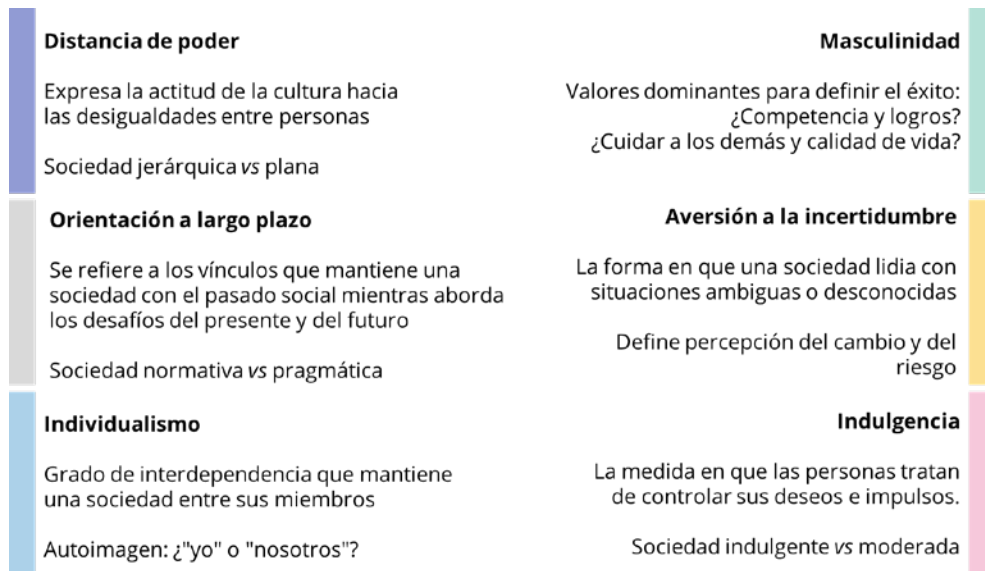 Distancia de poder
Expresa la actitud de la cultura hacia
las desigualdades entre personas
Sociedad jerárquica vs plana
Masculinidad
Valores dominantes para definir el éxito:
¿Competencia y logros?
¿Cuidar a los demás y calidad de vida?
Orientación a largo plazo
Se refiere a los vínculos que mantiene una
sociedad con el pasado social mientras aborda
los desafíos del presente y del futuro
Sociedad normativa vs pragmática
Aversión a la incertidumbre
La forma en que una sociedad lidia con
situaciones ambiguas o desconocidas
Define percepción del cambio y del
riesgo
Individualismo
Grado de interdependencia que mantiene
una sociedad entre sus miembros
Autoimagen: ¿"yo" o "nosotros"?
Indulgencia
La medida en que las personas tratan
de controlar sus deseos e impulsos.
Sociedad indulgente vs moderada